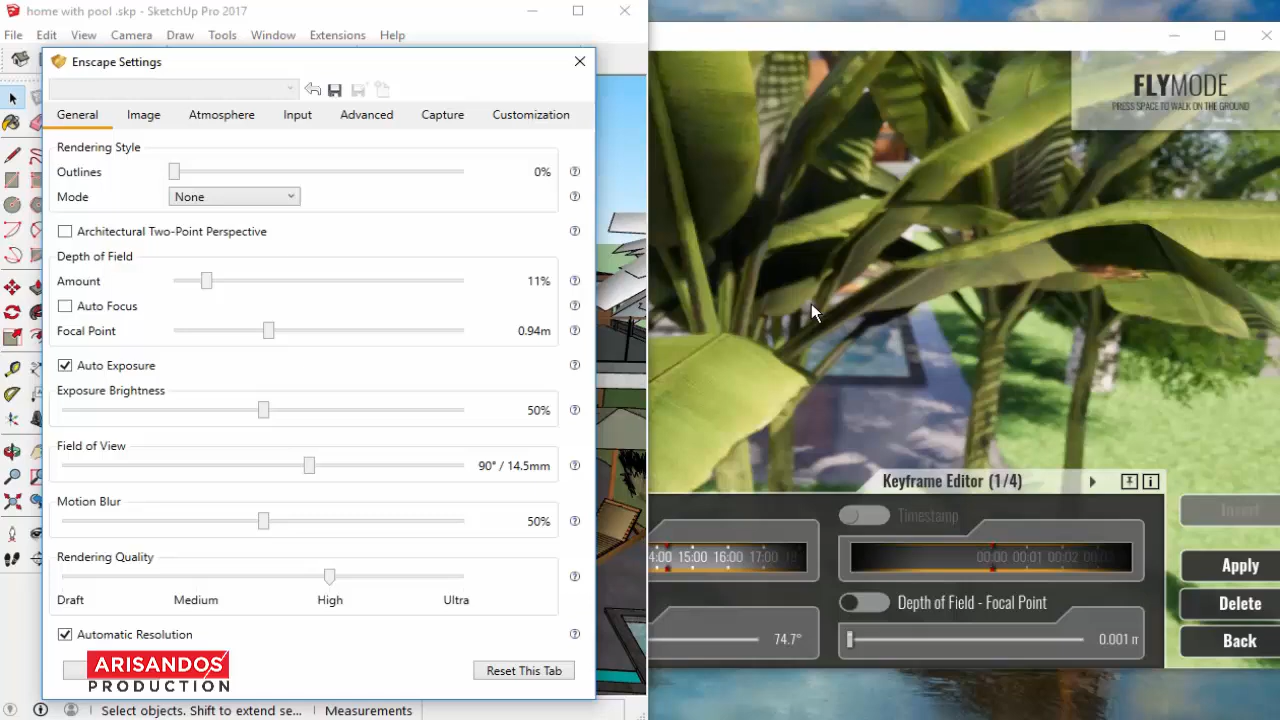 home with pool .skp - SketchUp Pro 2017
File Edit View Camera Draw Tools Window Extensions Help
Enscape Settings
General Image Atmosphere Input Advanced Capture Customization
Rendering Style
Outlines 0%
Mode None
Architectural Two-Point Perspective
Depth of Field
Amount 11%
Auto Focus
Focal Point 0.94m
Auto Exposure
Exposure Brightness
50%
Field of View
90° / 14.5mm
Motion Blur
50%
Rendering Quality
Draft Medium High Ultra
Automatic Resolution
ARISANDOS
PRODUCTION
Reset This Tab
Select objects. Shift to extend se... Measurements
FLYMODE
PRESS SPACE TO WALK ON THE GROUND
Keyframe Editor (1/4)
Timestamp
4:00 15:00 16:00 17:00 18
00:00 00:01 00:02 00:03
Depth of Field - Focal Point
74.7°
0.001 m
Insert
Apply
Delete
Back